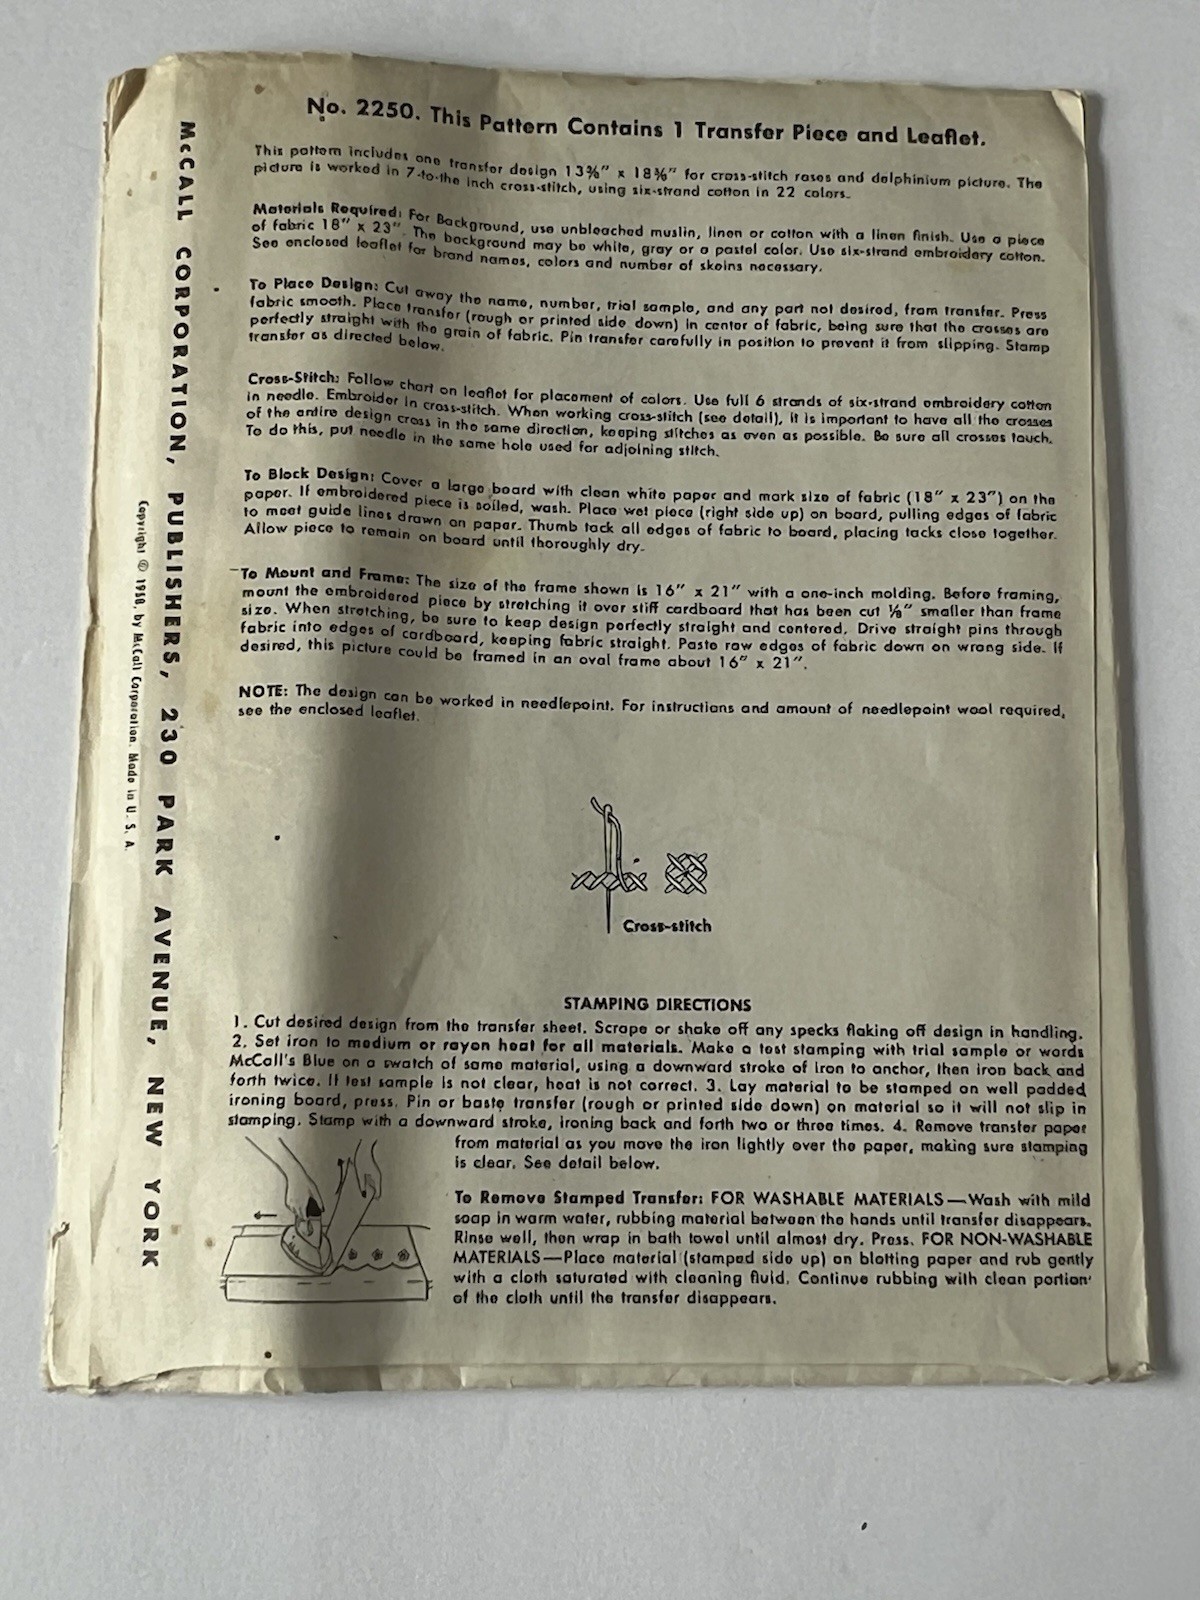 No. 2250. This Pattern Contains 1 Transfer Piece and Leaflet.
This pattern includes one transfer design 13⅜" x 18⅜" for cross-stitch roses and delphinium picture. The
picture is worked in 7-to-the inch cross-stitch, using six-strand cotton in 22 colors.
Materials Required: For Background, use unbleached muslin, linen or cotton with a linen finish. Use a piece
of fabric 18" x 23". The background may be white, gray or a pastel color. Use six-strand embroidery cotton.
See enclosed leaflet for brand names, colors and number of skeins necessary.
To Place Design: Cut away the name, number, trial sample, and any part not desired, from transfer. Press
fabric smooth. Place transfer (rough or printed side down) in center of fabric, being sure that the crosses are
perfectly straight with the grain of fabric. Pin transfer carefully in position to prevent it from slipping. Stamp
transfer as directed below.
Cross-Stitch: Follow chart on leaflet for placement of colors. Use full 6 strands of six-strand embroidery cotton
in needle. Embroider in cross-stitch. When working cross-stitch (see detail), it is important to have all the crosses
of the entire design cross in the same direction, keeping stitches as even as possible. Be sure all crosses touch.
To do this, put needle in the same hole used for adjoining stitch.
To Block Design: Cover a large board with clean white paper and mark size of fabric (18" x 23") on the
paper. If embroidered piece is soiled, wash. Place wet piece (right side up) on board, pulling edges of fabric
to meet guide lines drawn on paper. Thumb tack all edges of fabric to board, placing tacks close together.
Allow piece to remain on board until thoroughly dry.
To Mount and Frame: The size of the frame shown is 16" x 21" with a one-inch molding. Before framing,
mount the embroidered piece by stretching it over stiff cardboard that has been cut ⅛" smaller than frame
size. When stretching, be sure to keep design perfectly straight and centered. Drive straight pins through
fabric into edges of cardboard, keeping fabric straight. Paste raw edges of fabric down on wrong side. If
desired, this picture could be framed in an oval frame about 16" x 21".
NOTE: The design can be worked in needlepoint. For instructions and amount of needlepoint wool required,
see the enclosed leaflet.
Cross-stitch
STAMPING DIRECTIONS
1. Cut desired design from the transfer sheet. Scrape or shake off any specks flaking off design in handling.
2. Set iron to medium or rayon heat for all materials. Make a test stamping with trial sample or words
McCall's Blue on a swatch of same material, using a downward stroke of iron to anchor, then iron back and
forth twice. If test sample is not clear, heat is not correct. 3. Lay material to be stamped on well padded
ironing board, press. Pin or baste transfer (rough or printed side down) on material so it will not slip in
stamping. Stamp with a downward stroke, ironing back and forth two or three times. 4. Remove transfer paper
from material as you move the iron lightly over the paper, making sure stamping
is clear. See detail below.
To Remove Stamped Transfer: FOR WASHABLE MATERIALS—Wash with mild
soap in warm water, rubbing material between the hands until transfer disappears.
Rinse well, then wrap in bath towel until almost dry. Press. FOR NON-WASHABLE
MATERIALS—Place material (stamped side up) on blotting paper and rub gently
with a cloth saturated with cleaning fluid. Continue rubbing with clean portion
of the cloth until the transfer disappears.
McCALL CORPORATION, PUBLISHERS, 230 PARK AVENUE, NEW YORK
Copyright © 1958, by McCall Corporation. Made in U. S. A.